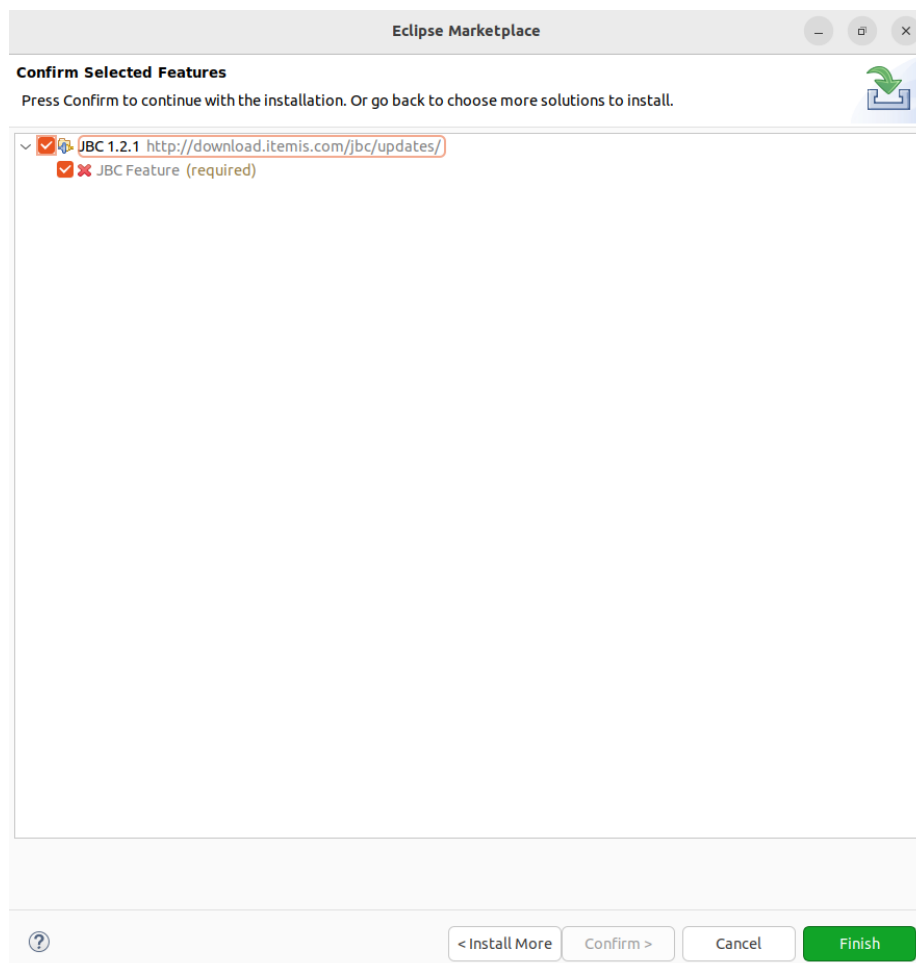 Eclipse Marketplace
Confirm Selected Features
Press Confirm to continue with the installation. Or go back to choose more solutions to install.
JBC 1.2.1 http://download.itemis.com/jbc/updates/
JBC Feature (required)
?
< Install More Confirm > Cancel Finish